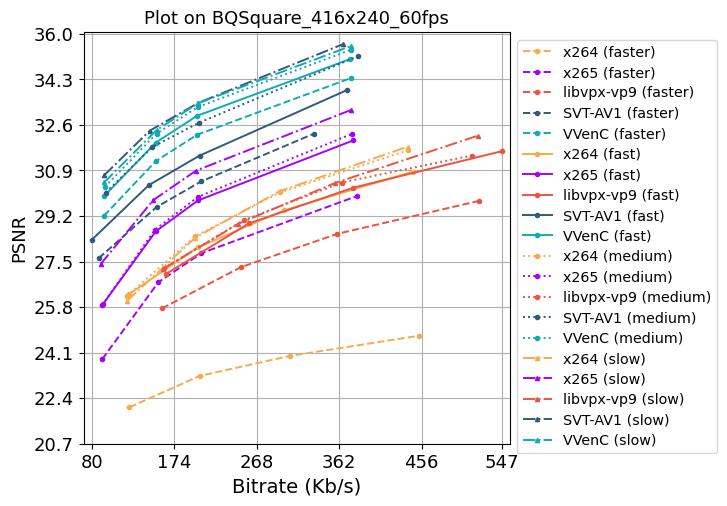 Plot on BQSquare_416x240_60fps
PSNR
36.0
34.3
32.6
30.9
29.2
27.5
25.8
24.1
22.4
20.7
80 174 268 362 456 547
Bitrate (Kb/s)
x264 (faster)
x265 (faster)
libvpx-vp9 (faster)
SVT-AV1 (faster)
VVenC (faster)
x264 (fast)
x265 (fast)
libvpx-vp9 (fast)
SVT-AV1 (fast)
VVenC (fast)
x264 (medium)
x265 (medium)
libvpx-vp9 (medium)
SVT-AV1 (medium)
VVenC (medium)
x264 (slow)
x265 (slow)
libvpx-vp9 (slow)
SVT-AV1 (slow)
VVenC (slow)